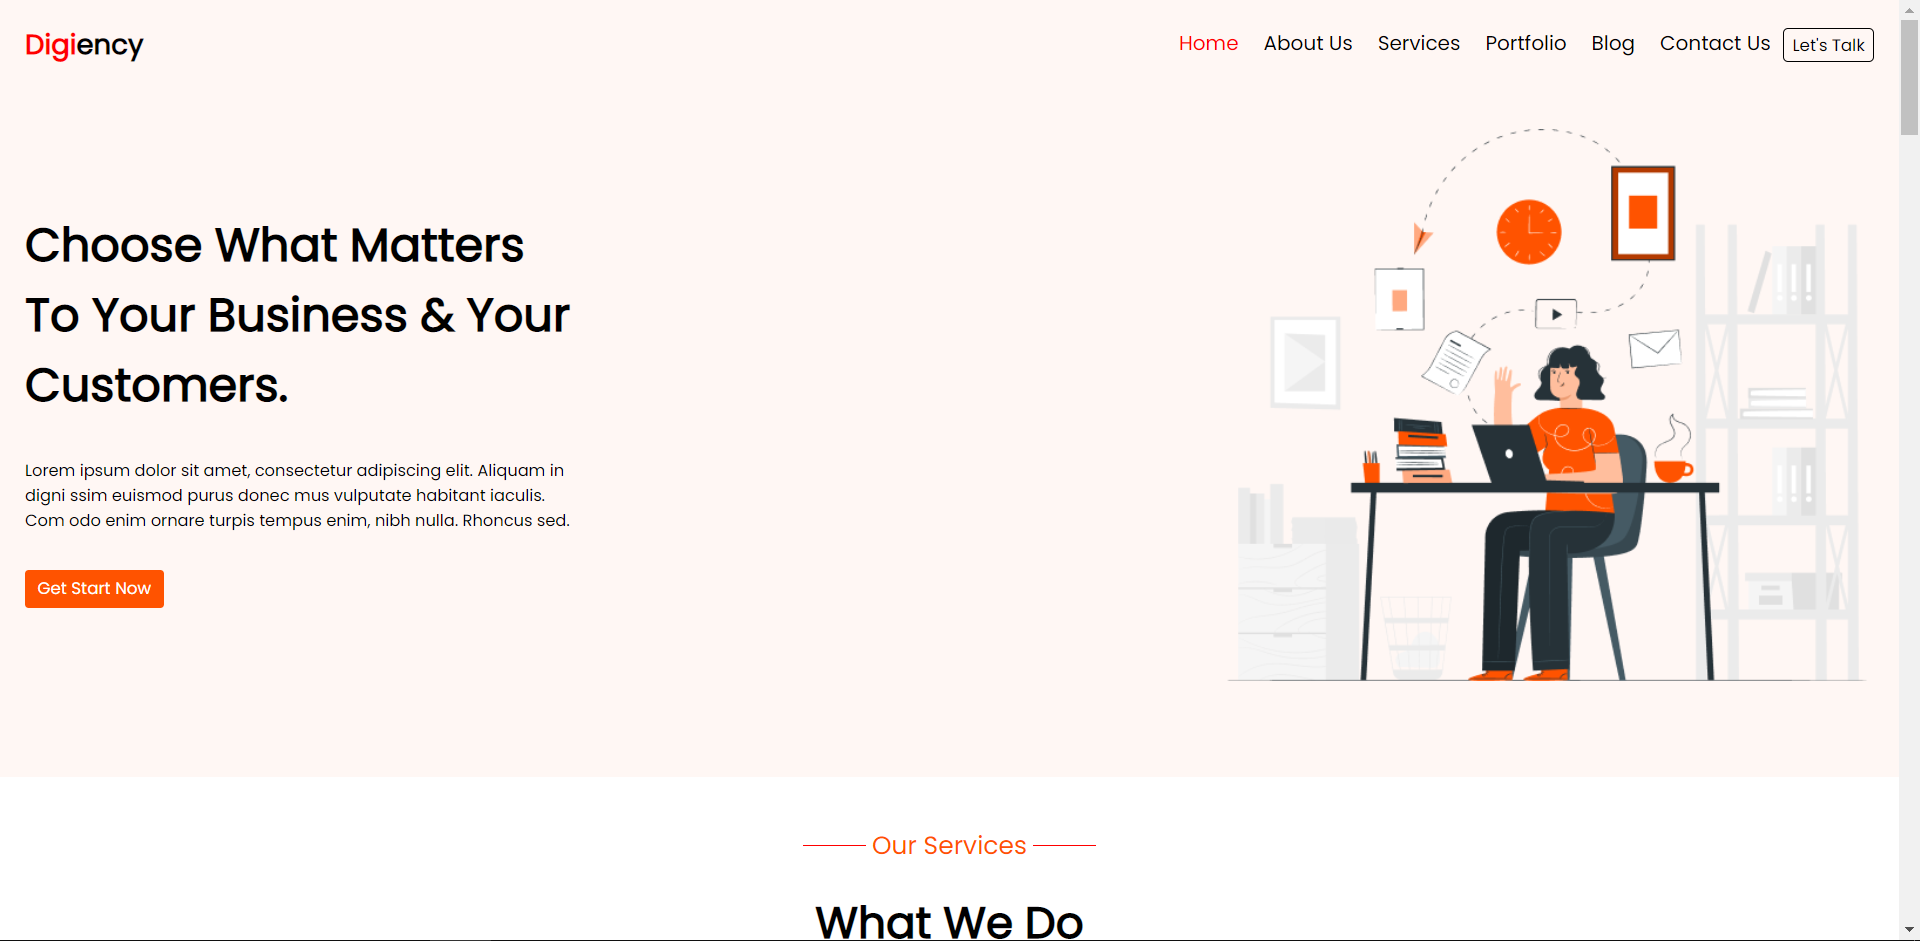 Digiency
Home About Us Services Portfolio Blog Contact Us Let's Talk
Choose What Matters
To Your Business & Your
Customers.
Lorem ipsum dolor sit amet, consectetur adipiscing elit. Aliquam in
digni ssim euismod purus donec mus vulputate habitant iaculis.
Com odo enim ornare turpis tempus enim, nibh nulla. Rhoncus sed.
Get Start Now
Our Services
What We Do